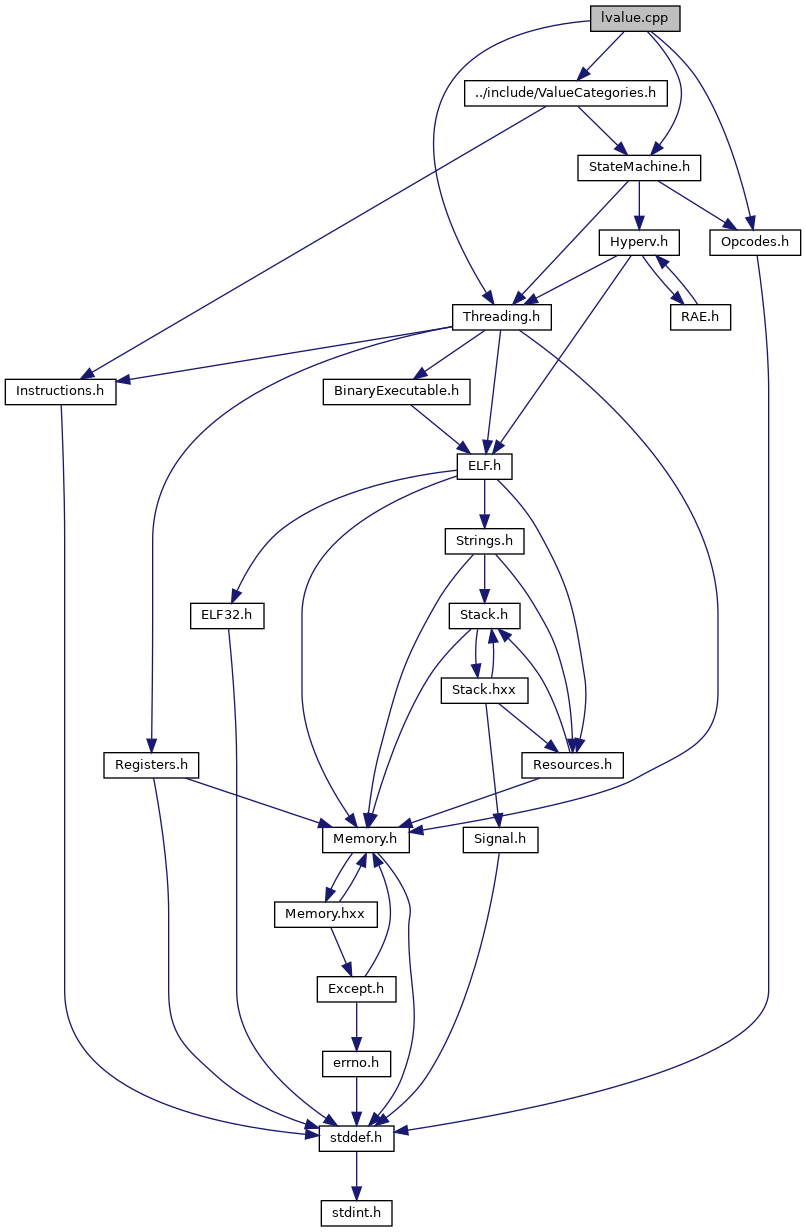 lvalue.cpp
../include/ValueCategories.h
StateMachine.h
Hyperv.h
Opcodes.h
Threading.h
RAE.h
Instructions.h
BinaryExecutable.h
ELF.h
Strings.h
ELF32.h
Stack.h
Stack.hxx
Registers.h
Resources.h
Memory.h
Signal.h
Memory.hxx
Except.h
errno.h
stddef.h
stdint.h